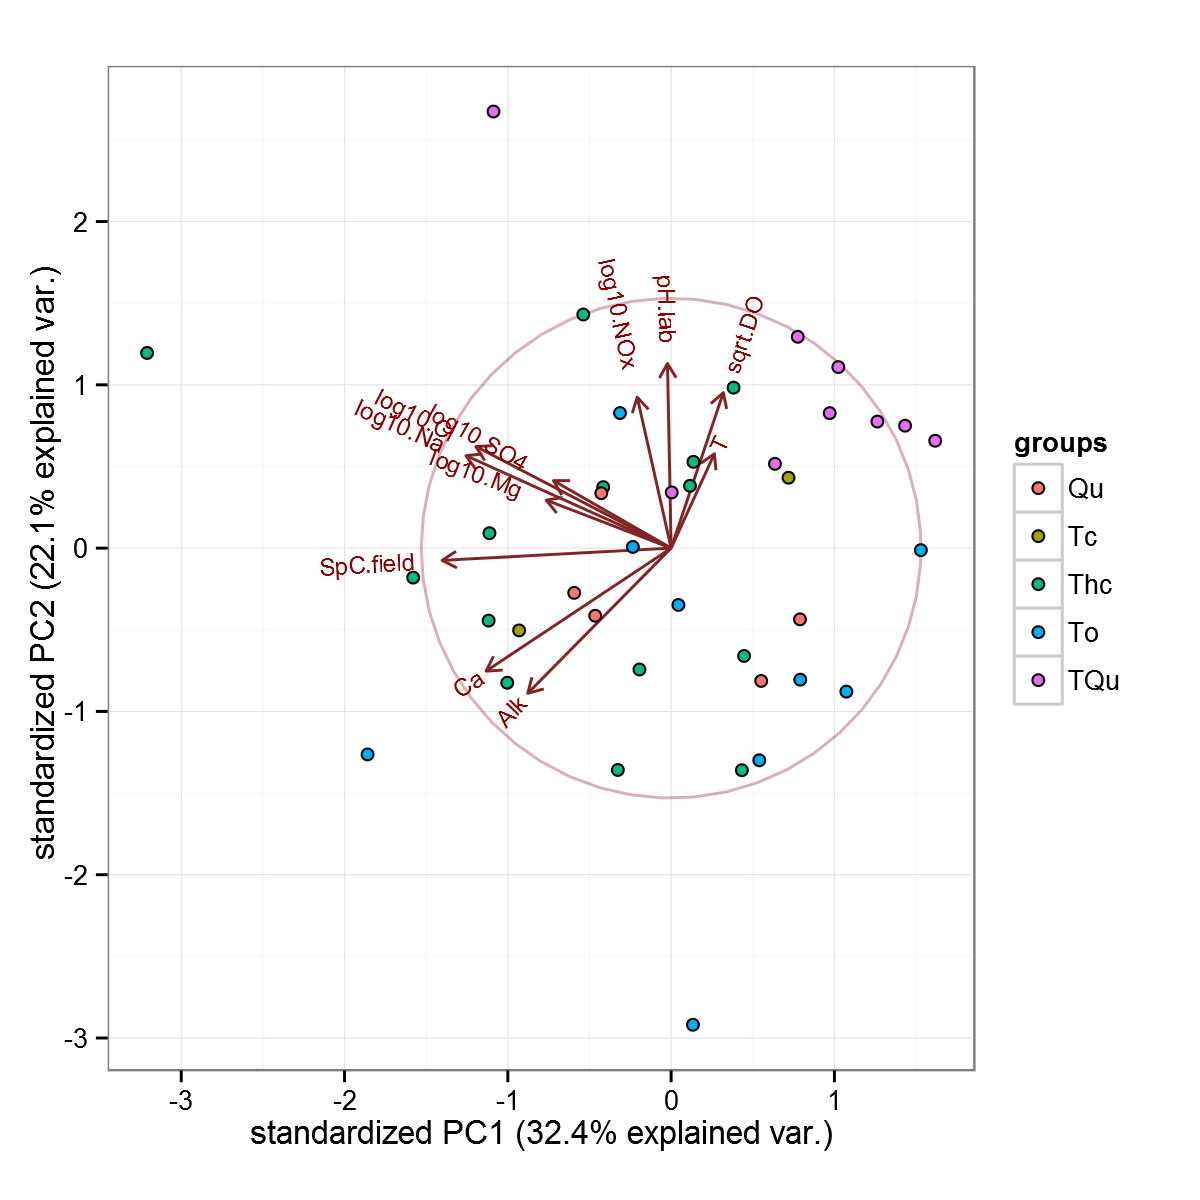 standardized PC2 (22.1% explained var.)
2
1
0
-1
-2
-3
-3
-2
-1
0
1
standardized PC1 (32.4% explained var.)
log10.NOx
pH.lab
sqrt.DO
T
log10.Cl
log10.SO4
log10.Na
log10.Mg
SpC.field
Ca
Alk
groups
Qu
Tc
Thc
To
TQu